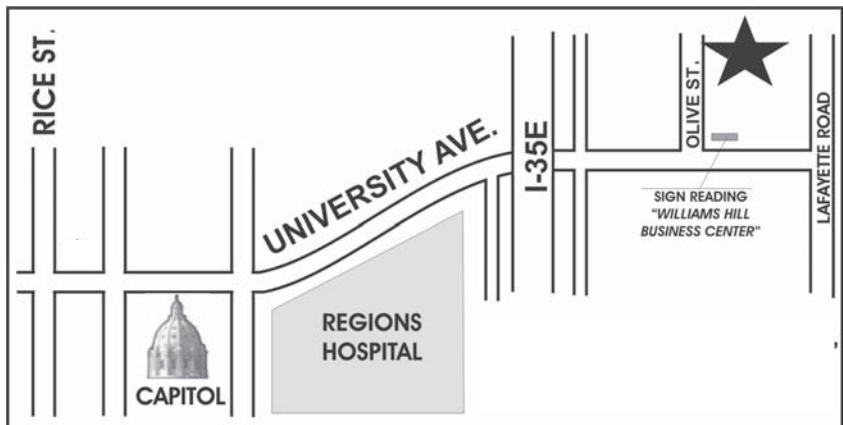 RICE ST.
UNIVERSITY AVE.
I-35E
OLIVE ST.
LAFAYETTE ROAD
SIGN READING
"WILLIAMS HILL
BUSINESS CENTER"
REGIONS
HOSPITAL
CAPITOL